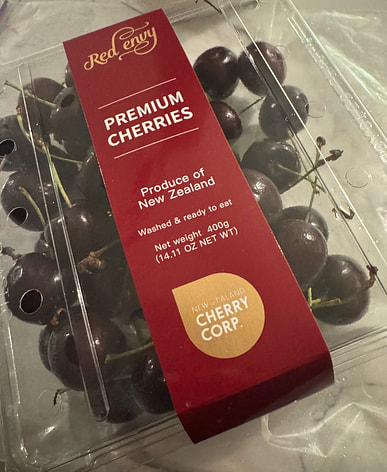 Red envy
PREMIUM
CHERRIES
Produce of
New Zealand
Washed & ready to eat
Net weight 400g
(14.11 OZ NET WT)
NEW ZEALAND
CHERRY
CORP.